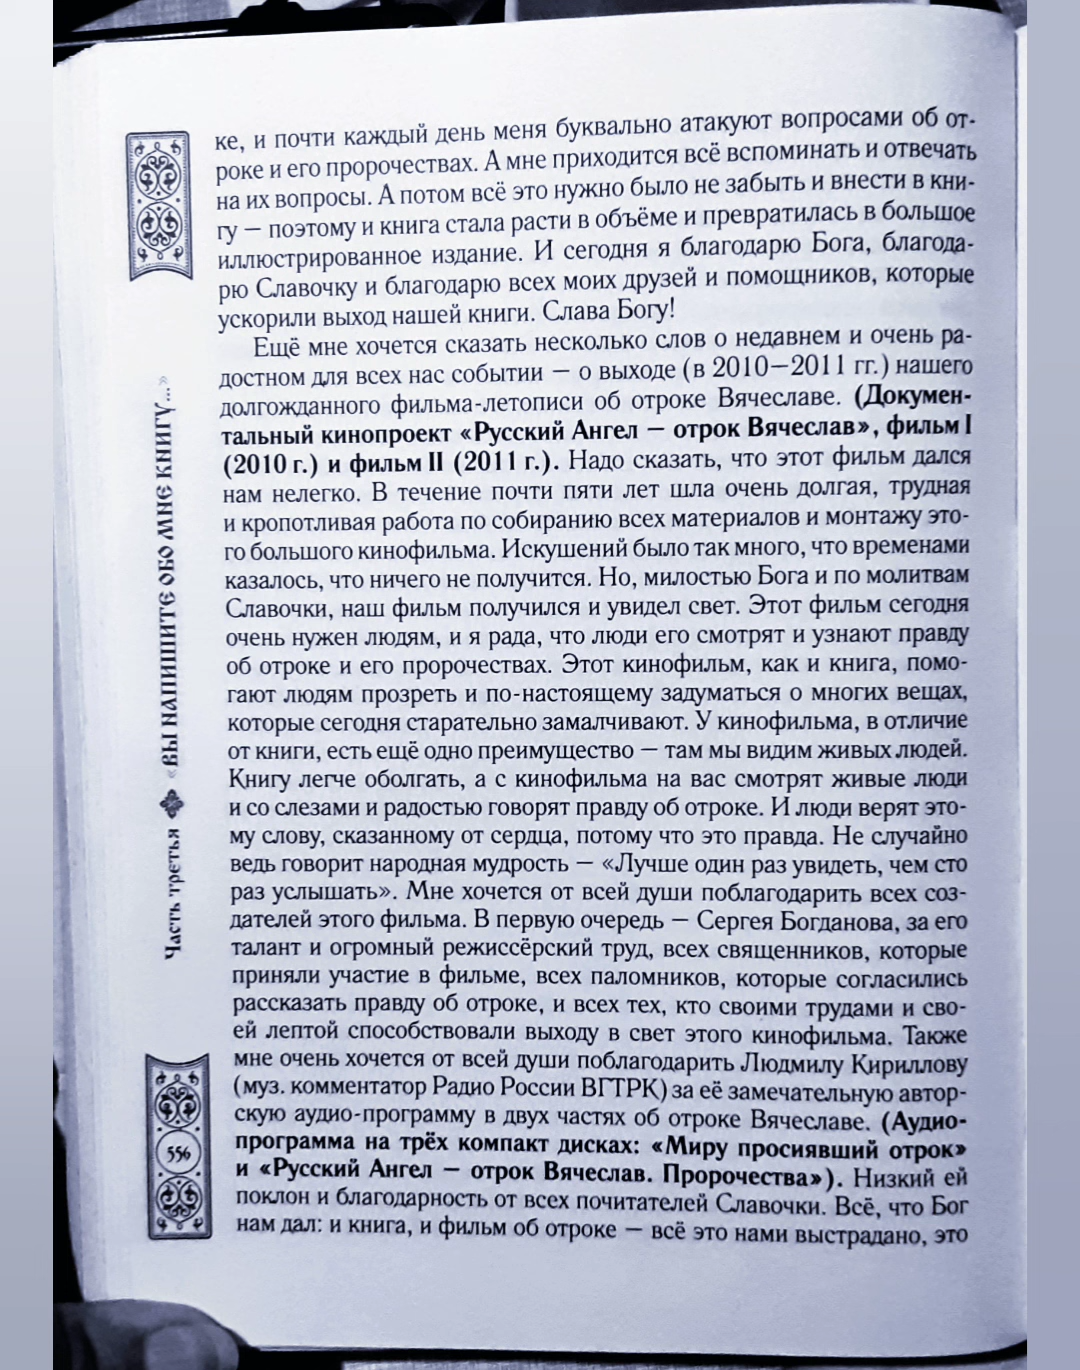 ке, и почти каждый день меня буквально атакуют вопросами об от-
роке и его пророчествах. А мне приходится всё вспоминать и отвечать
на их вопросы. А потом всё это нужно было не забыть и внести в кни-
гу — поэтому и книга стала расти в объёме и превратилась в большое
иллюстрированное издание. И сегодня я благодарю Бога, благода-
рю Славочку и благодарю всех моих друзей и помощников, которые
ускорили выход нашей книги. Слава Богу!
Ещё мне хочется сказать несколько слов о недавнем и очень ра-
достном для всех нас событии — о выходе (в 2010—2011 гг.) нашего
долгожданного фильма-летописи об отроке Вячеславе. (Докумен-
тальный кинопроект «Русский Ангел — отрок Вячеслав», фильм I
(2010 г.) и фильм II (2011 г.). Надо сказать, что этот фильм дался
нам нелегко. В течение почти пяти лет шла очень долгая, трудная
и кропотливая работа по собиранию всех материалов и монтажу это-
го большого кинофильма. Искушений было так много, что временами
казалось, что ничего не получится. Но, милостью Бога и по молитвам
Славочки, наш фильм получился и увидел свет. Этот фильм сегодня
очень нужен людям, и я рада, что люди его смотрят и узнают правду
об отроке и его пророчествах. Этот кинофильм, как и книга, помо-
гают людям прозреть и по-настоящему задуматься о многих вещах,
которые сегодня старательно замалчивают. У кинофильма, в отличие
от книги, есть ещё одно преимущество — там мы видим живых людей.
Книгу легче оболгать, а с кинофильма на вас смотрят живые люди
и со слезами и радостью говорят правду об отроке. И люди верят это-
му слову, сказанному от сердца, потому что это правда. Не случайно
ведь говорит народная мудрость — «Лучше один раз увидеть, чем сто
раз услышать». Мне хочется от всей души поблагодарить всех соз-
дателей этого фильма. В первую очередь — Сергея Богданова, за его
талант и огромный режиссёрский труд, всех священников, которые
приняли участие в фильме, всех паломников, которые согласились
рассказать правду об отроке, и всех тех, кто своими трудами и сво-
ей лептой способствовали выходу в свет этого кинофильма. Также
мне очень хочется от всей души поблагодарить Людмилу Кириллову
(муз. комментатор Радио России ВГТРК) за её замечательную автор-
скую аудио-программу в двух частях об отроке Вячеславе. (Аудио-
программа на трёх компакт дисках: «Миру просиявший отрок»
и «Русский Ангел — отрок Вячеслав. Пророчества»). Низкий ей
поклон и благодарность от всех почитателей Славочки. Всё, что Бог
нам дал: и книга, и фильм об отроке — всё это нами выстрадано, это
Часть третья «Вы напишите обо мне книгу...»
556